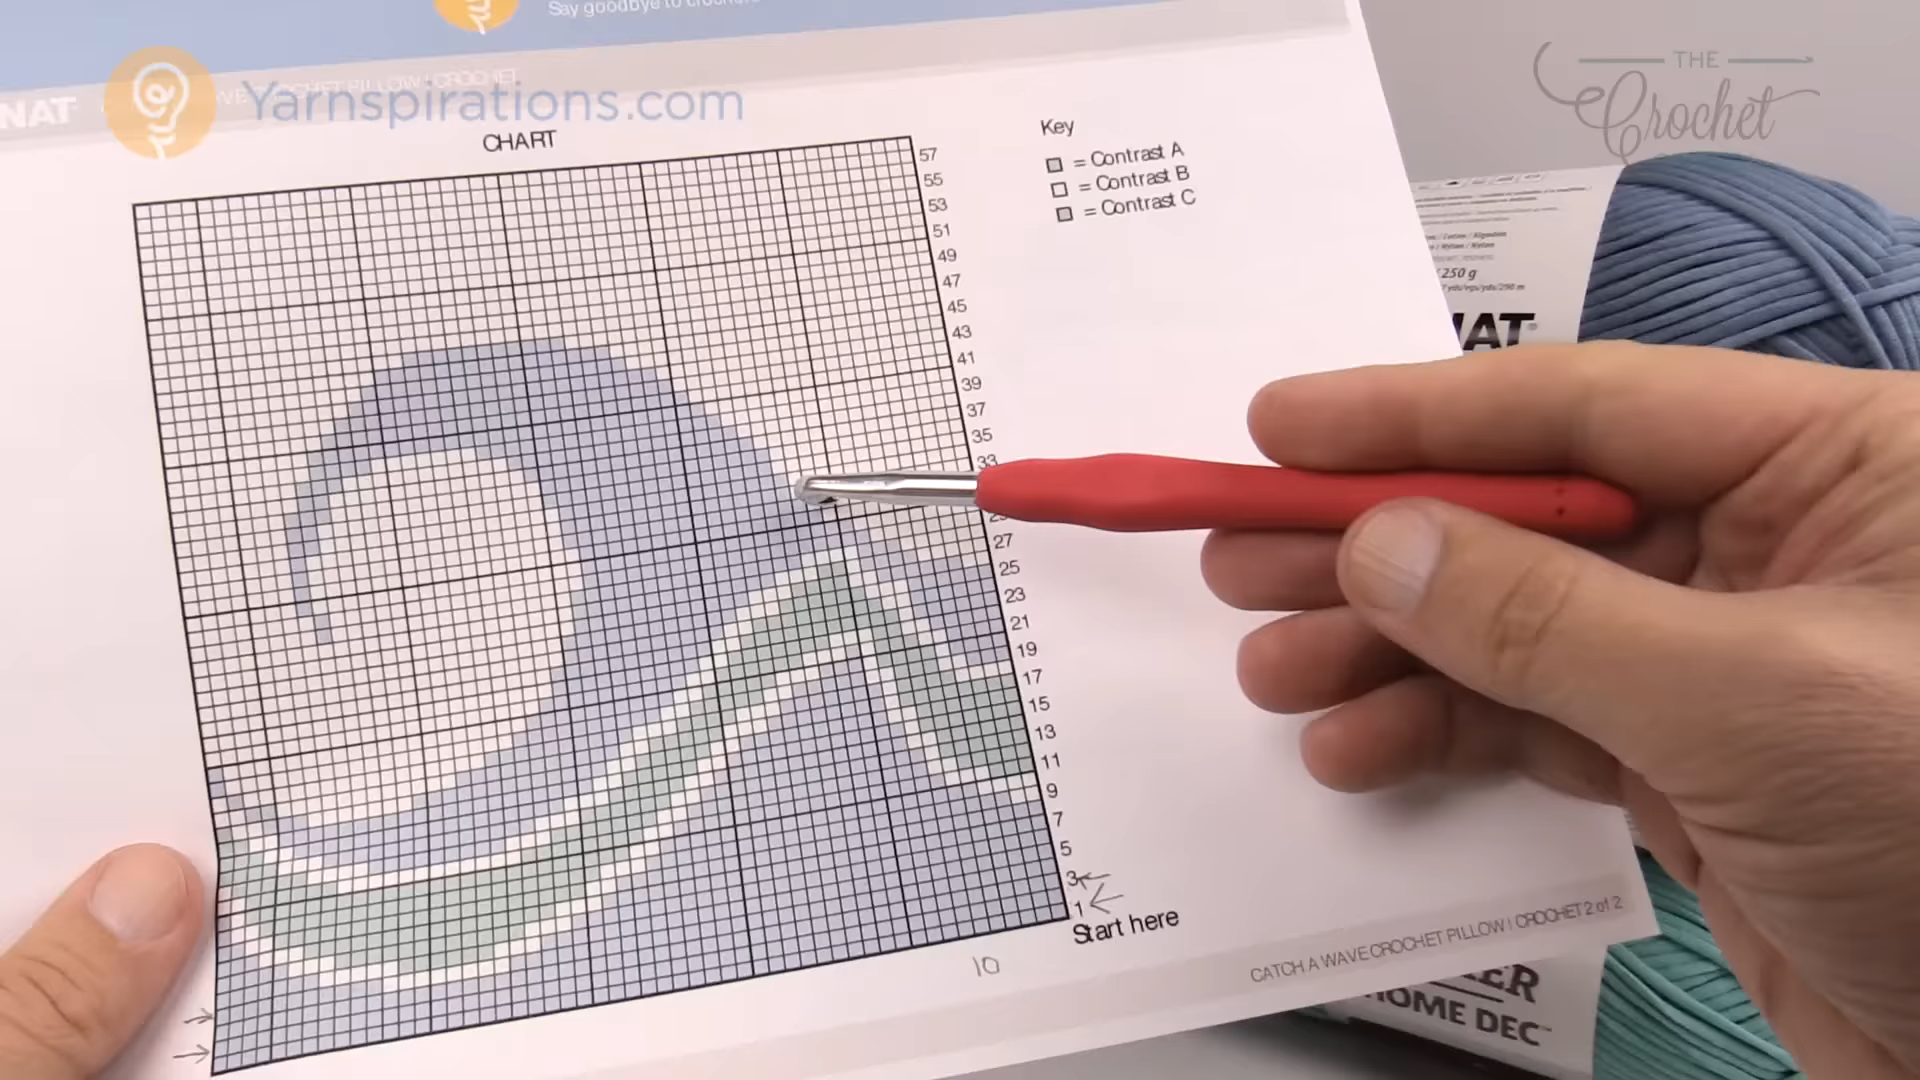 Say goodbye to
NAT
Yarnspirations.com
CROCHET PILLOW | CROCHET
THE
Crochet
CHART
Key
= Contrast A
= Contrast B
= Contrast C
57
55
53
51
49
47
45
43
41
39
37
35
33
27
25
23
21
19
17
15
13
11
9
7
5
3
1
Start here
10
CATCH A WAVE CROCHET PILLOW | CROCHET 2 of 2
250 g
NAT
HOME DEC